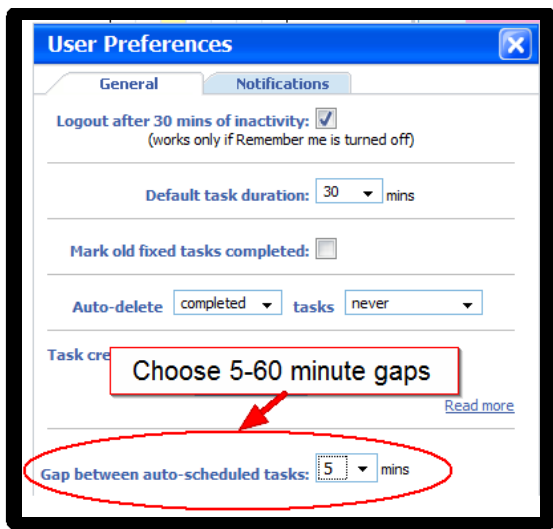 User Preferences
General Notifications
Logout after 30 mins of inactivity:
(works only if Remember me is turned off)
Default task duration: 30 mins
Mark old fixed tasks completed:
Auto-delete completed tasks never
Task cre
Choose 5-60 minute gaps
Read more
Gap between auto-scheduled tasks: 5 mins